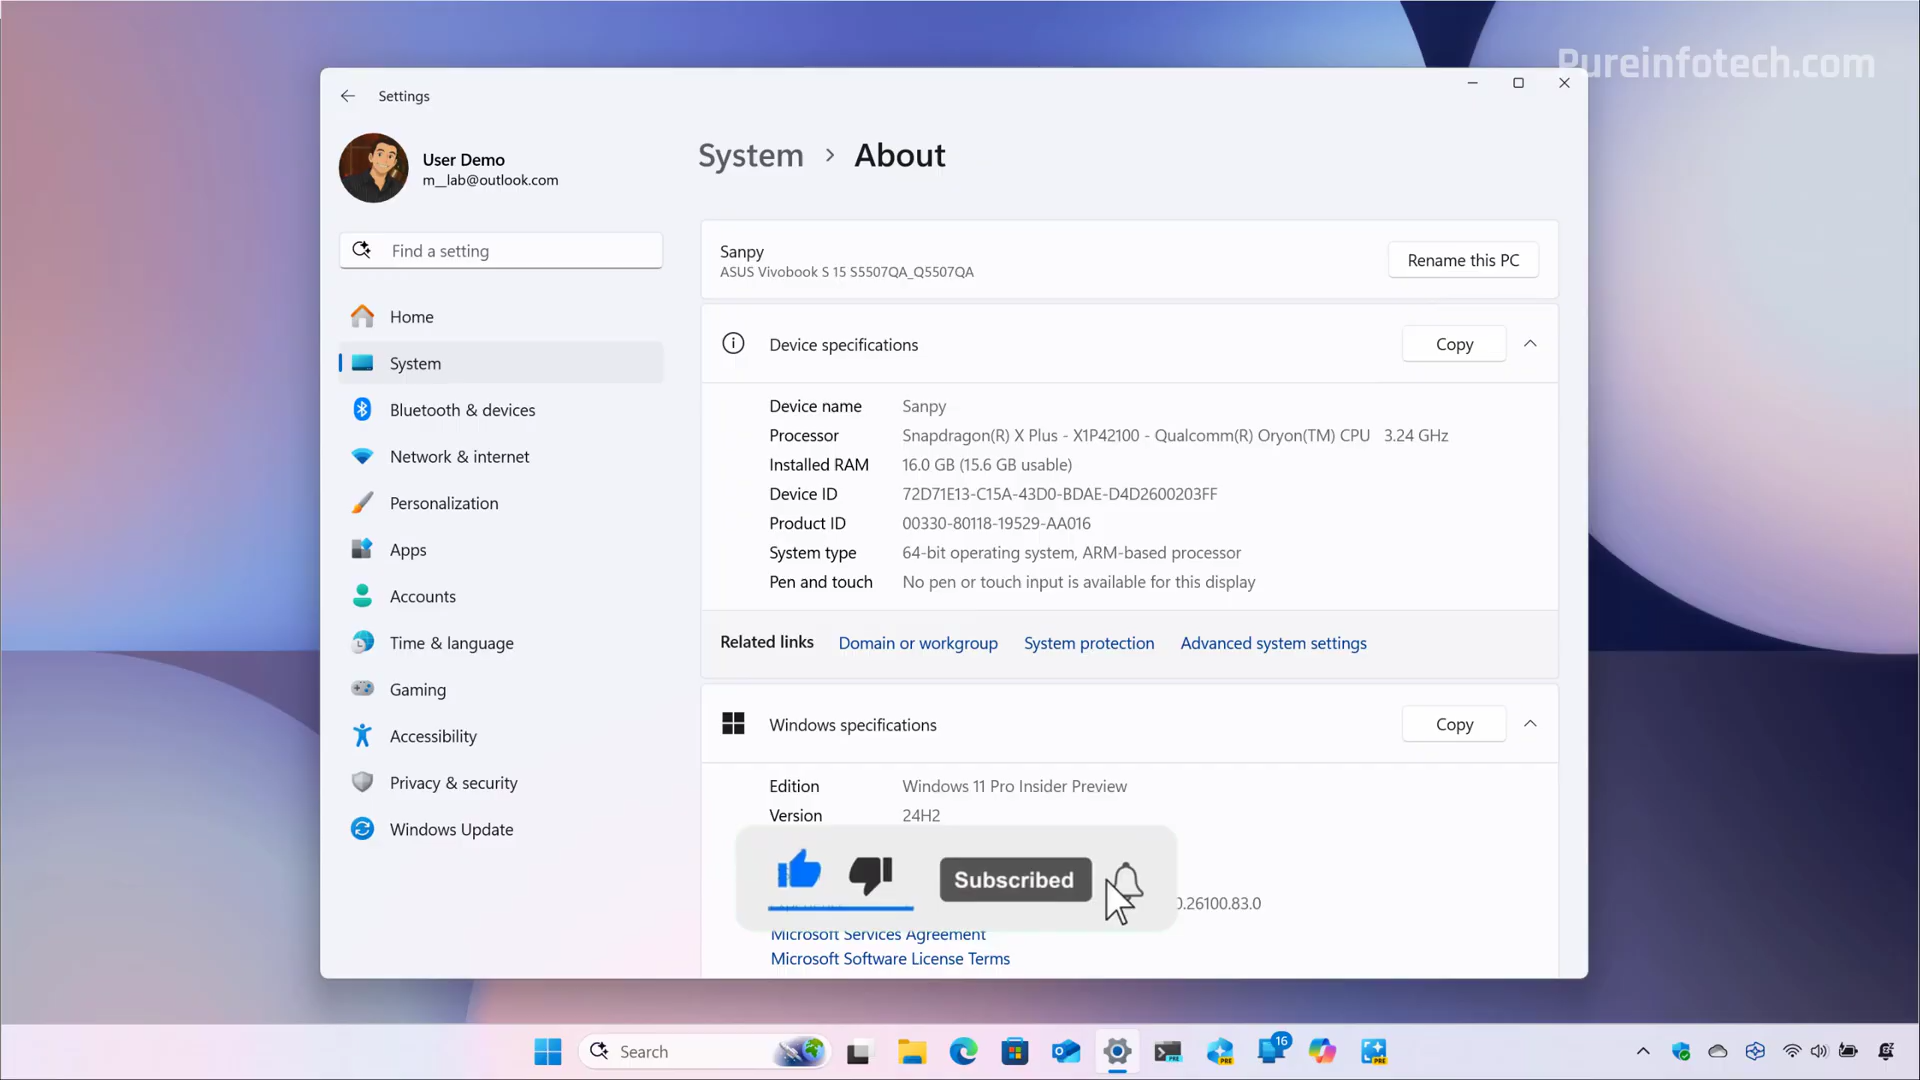 Pureinfotech.com
Settings
User Demo
m__lab@outlook.com
Find a setting
Home
System
Bluetooth & devices
Network & internet
Personalization
Apps
Accounts
Time & language
Gaming
Accessibility
Privacy & security
Windows Update
System > About
Sanpy
ASUS Vivobook S 15 S5507QA_Q5507QA
Rename this PC
Device specifications
Copy
Device name Sanpy
Processor Snapdragon(R) X Plus - X1P42100 - Qualcomm(R) Oryon(TM) CPU 3.24 GHz
Installed RAM 16.0 GB (15.6 GB usable)
Device ID 72D71E13-C15A-43D0-BDAE-D4D2600203FF
Product ID 00330-80118-19529-AA016
System type 64-bit operating system, ARM-based processor
Pen and touch No pen or touch input is available for this display
Related links Domain or workgroup System protection Advanced system settings
Windows specifications
Copy
Edition Windows 11 Pro Insider Preview
Version 24H2
Subscribed
0.26100.83.0
Microsoft Services Agreement
Microsoft Software License Terms
Search
PRE
PRE
16
PRE